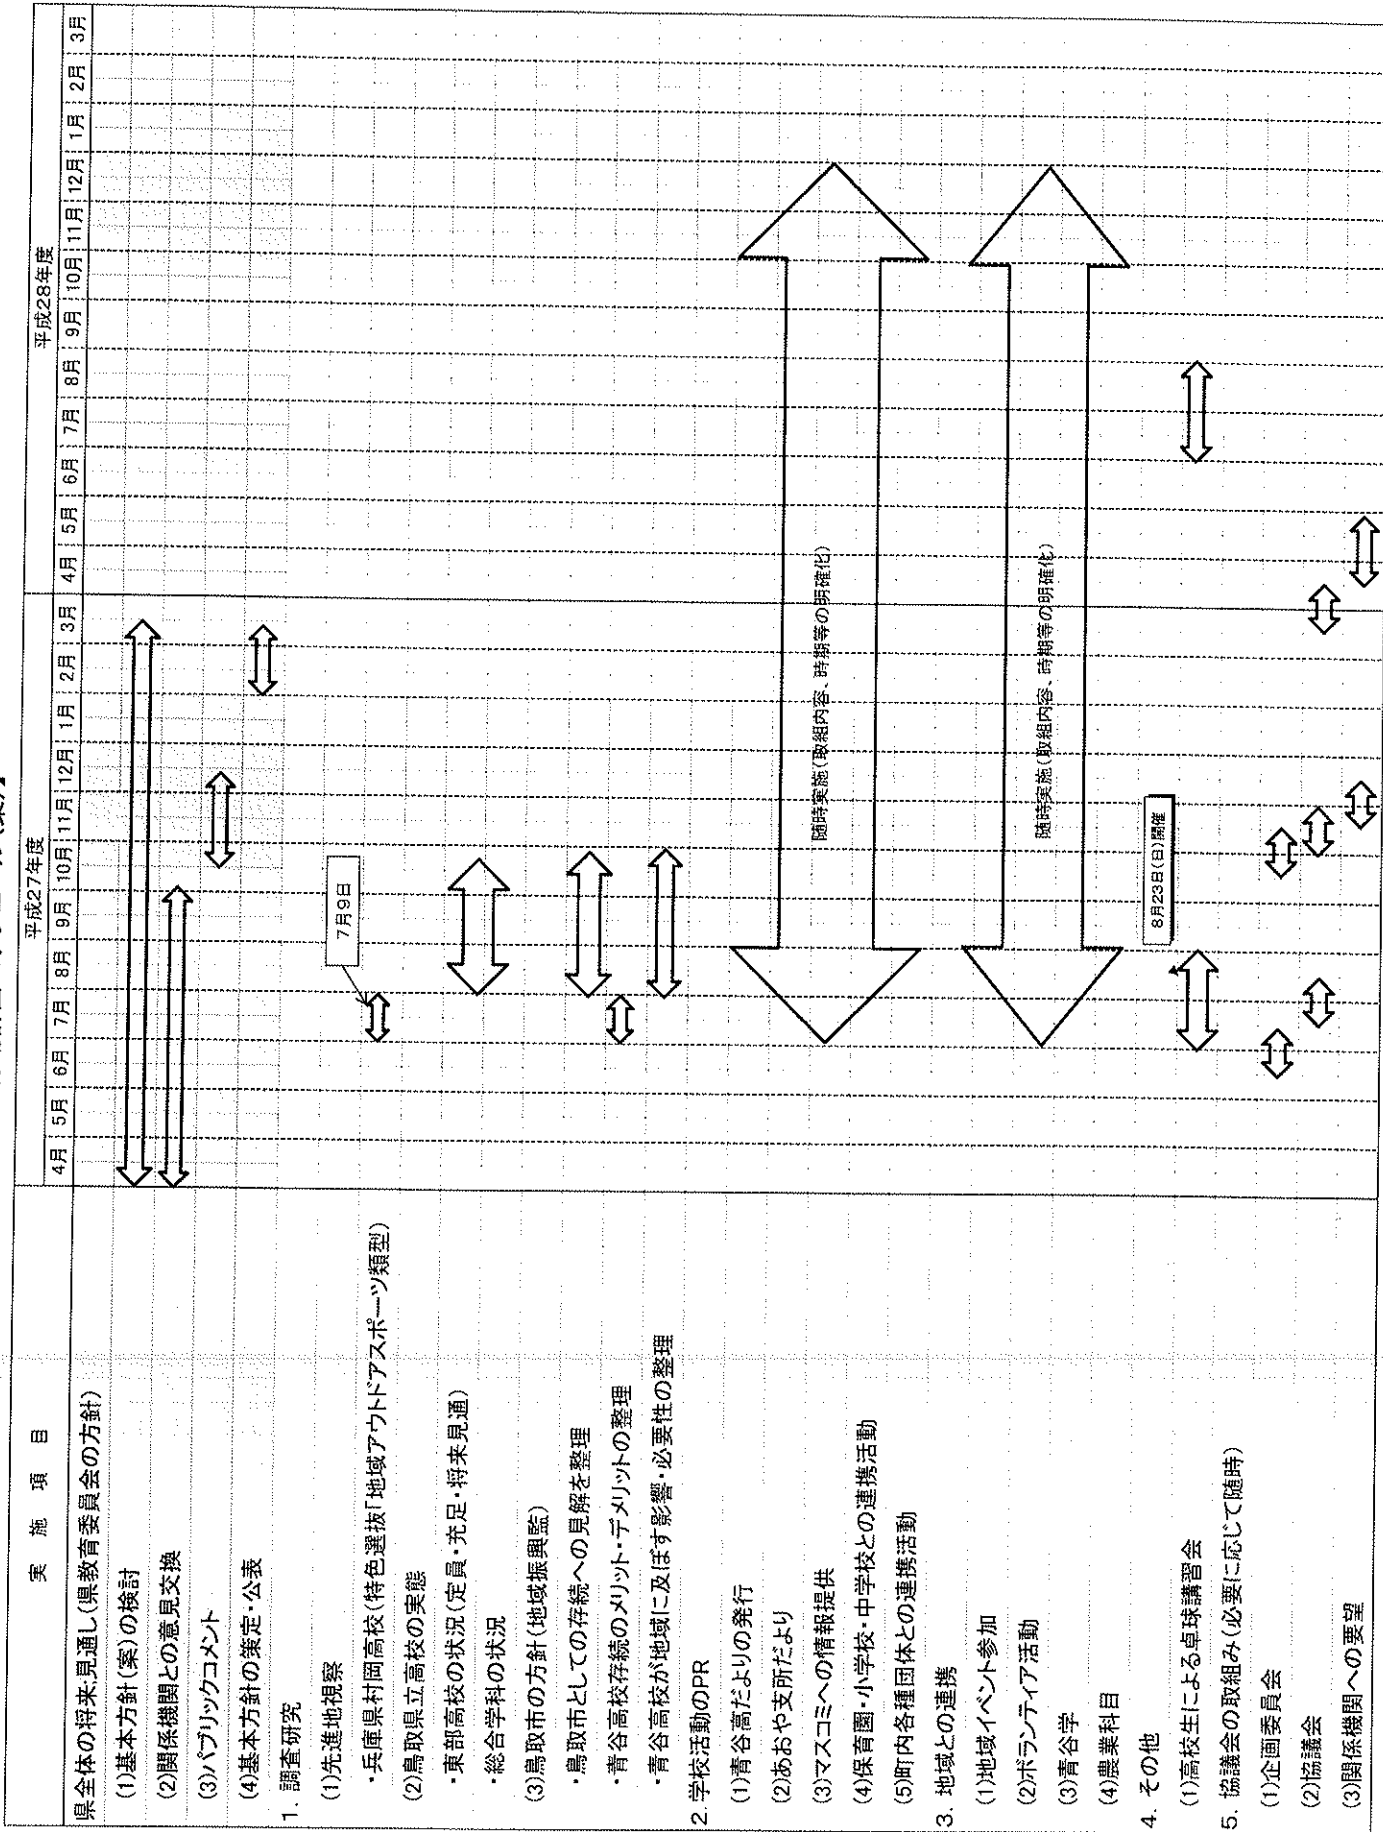 実施項目
平成27年度
平成28年度
4月 5月 6月 7月 8月 9月 10月 11月 12月 1月 2月 3月 4月 5月 6月 7月 8月 9月 10月 11月 12月 1月 2月 3月
県全体の将来見通し(県教育委員会の方針)
(1)基本方針(案)の検討
(2)関係機関との意見交換
(3)パブリックコメント
(4)基本方針の策定・公表
1. 調査研究
(1)先進地視察
・兵庫県村岡高校(特色選抜「地域アウトドアスポーツ類型)
7月9日
(2)鳥取県立高校の実態
・東部高校の状況(定員・充足・将来見通)
・総合学科の状況
(3)鳥取市の方針(地域振興監)
・鳥取市としての存続への見解を整理
・青谷高校存続のメリット・デメリットの整理
・青谷高校が地域に及ぼす影響・必要性の整理
2. 学校活動のPR
(1)青谷高だよりの発行
(2)あおや支所だより
(3)マスコミへの情報提供
随時実施(取組内容、時期等の明確化)
(4)保育園・小学校・中学校との連携活動
(5)町内各種団体との連携活動
3. 地域との連携
(1)地域イベント参加
(2)ボランティア活動
随時実施(取組内容、時期等の明確化)
(3)青谷学
(4)農業科目
4. その他
8月23日(日)開催
(1)高校生による卓球講習会
5. 協議会の取組み(必要に応じて随時)
(1)企画委員会
(2)協議会
(3)関係機関への要望